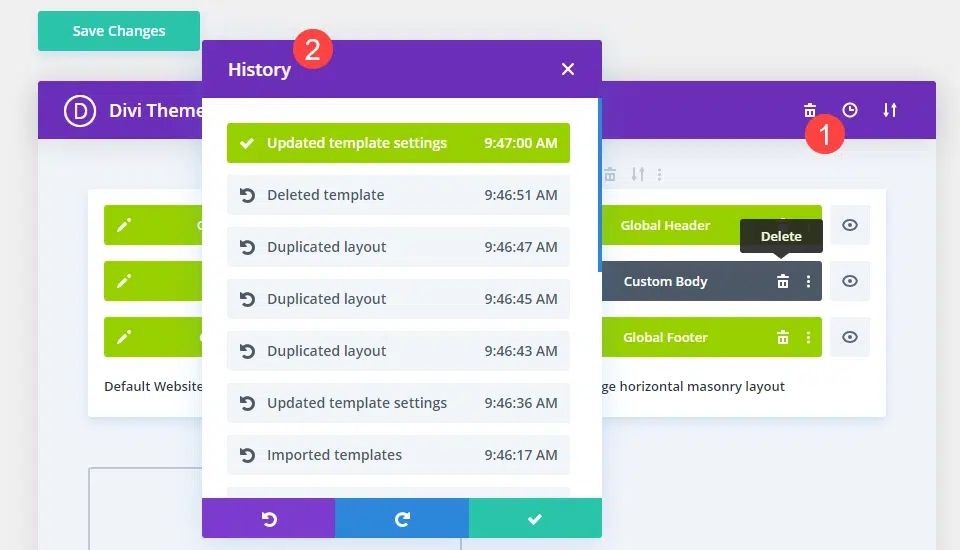 Save Changes
2
History
D Divi Theme
1
Updated template settings 9:47:00 AM
Deleted template 9:46:51 AM
Duplicated layout 9:46:47 AM
Duplicated layout 9:46:45 AM
Duplicated layout 9:46:43 AM
Updated template settings 9:46:36 AM
Imported templates 9:46:17 AM
Global Header
Delete
Custom Body
Global Footer
Default Website
ge horizontal masonry layout